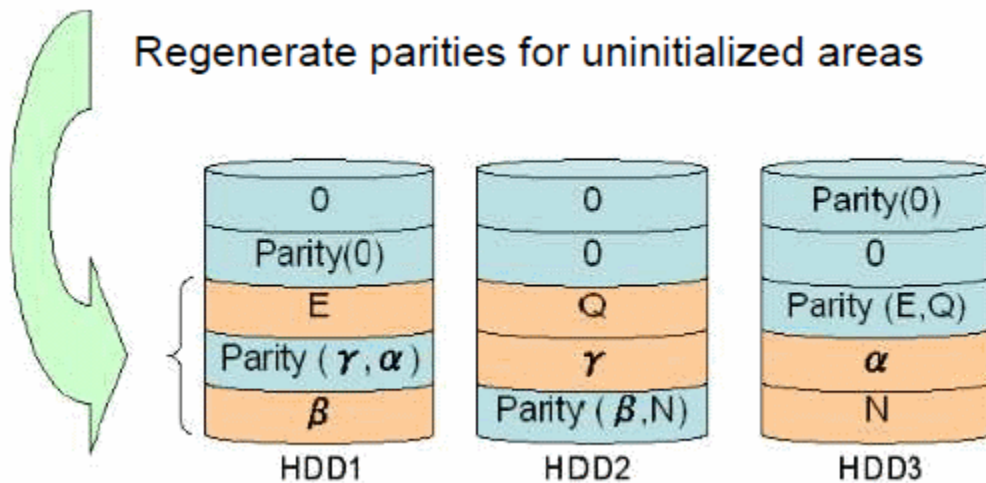 Regenerate parities for uninitialized areas
0
Parity(0)
E
Parity ( γ , α )
β
HDD1
0
0
Q
γ
Parity ( β ,N)
HDD2
Parity(0)
0
Parity (E,Q)
α
N
HDD3